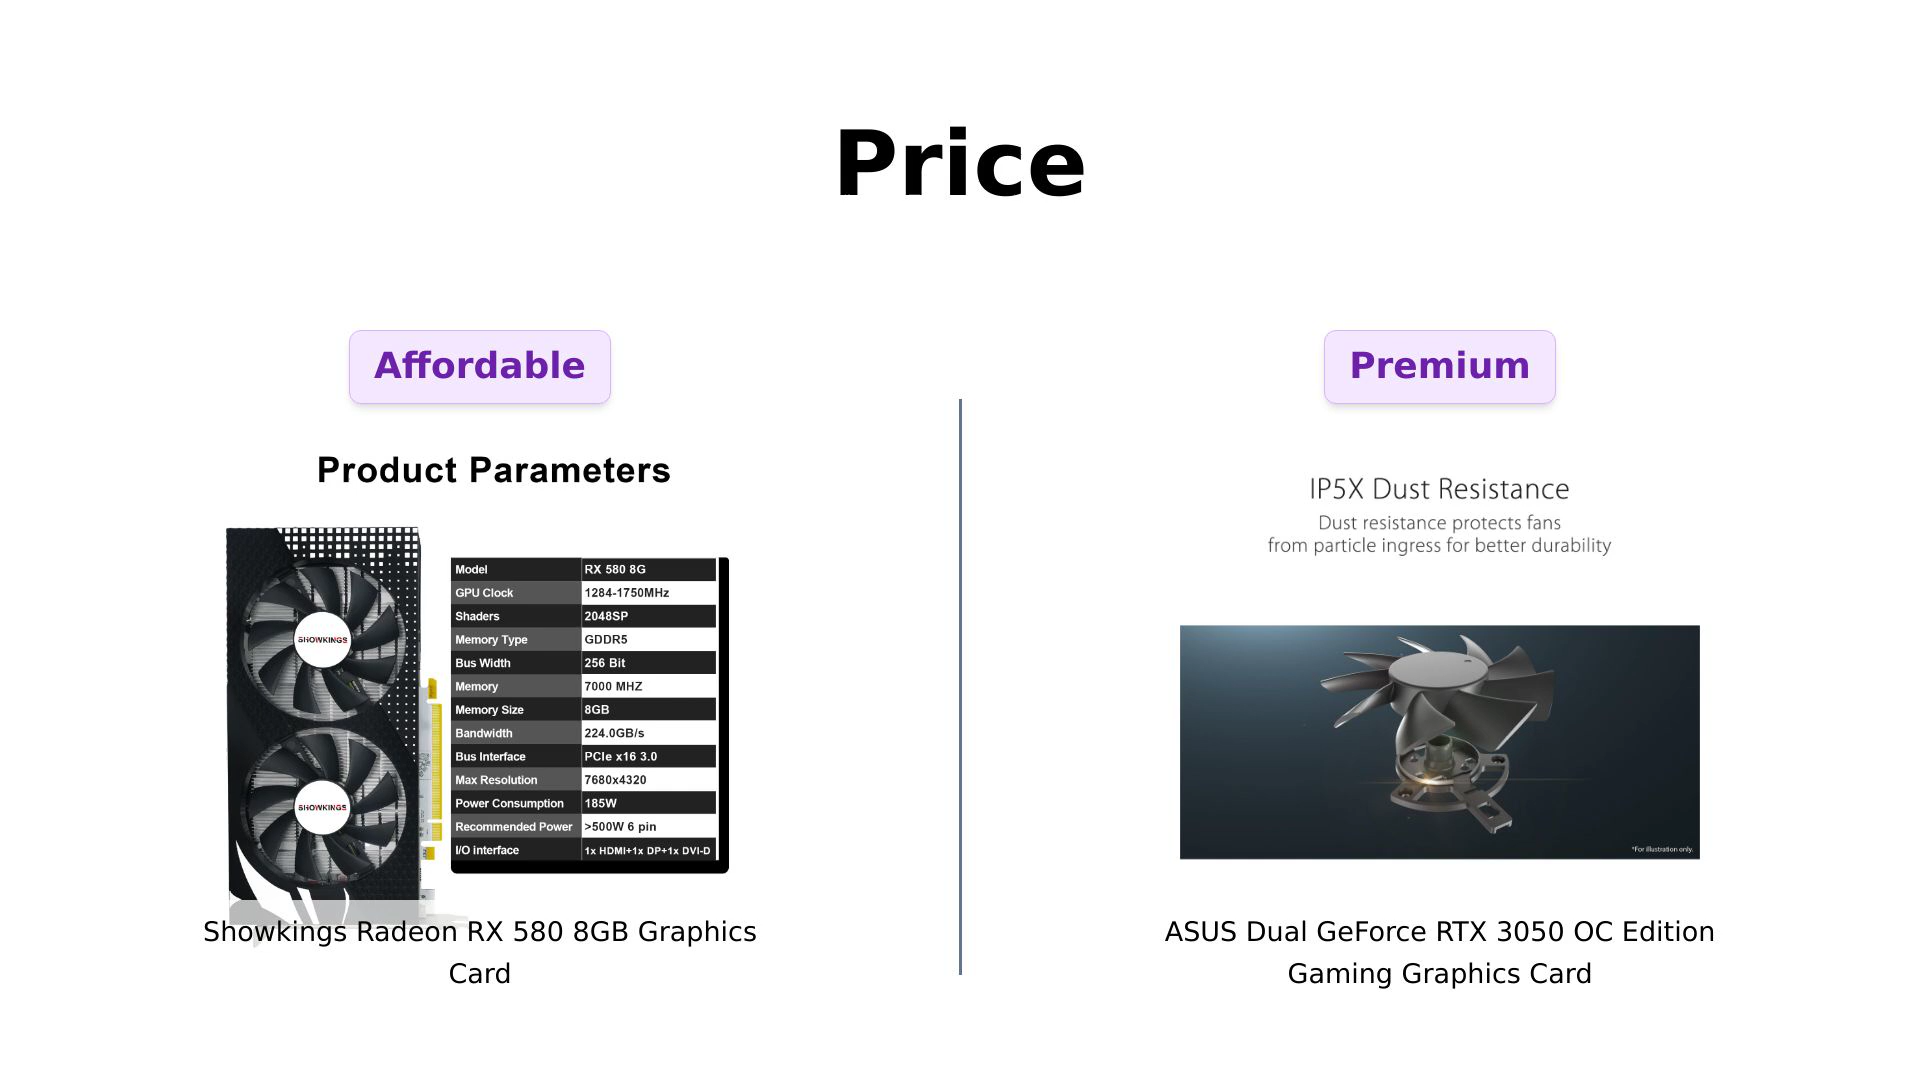 Price
Affordable
Premium
Product Parameters
SHOWKINGS
SHOWKINGS
Model RX 580 8G
GPU Clock 1284-1750MHz
Shaders 2048SP
Memory Type GDDR5
Bus Width 256 Bit
Memory 7000 MHZ
Memory Size 8GB
Bandwidth 224.0GB/s
Bus Interface PCIe x16 3.0
Max Resolution 7680x4320
Power Consumption 185W
Recommended Power >500W 6 pin
I/O interface 1x HDMI+1x DP+1x DVI-D
Showkings Radeon RX 580 8GB Graphics
Card
IP5X Dust Resistance
Dust resistance protects fans
from particle ingress for better durability
*For illustration only.
ASUS Dual GeForce RTX 3050 OC Edition
Gaming Graphics Card